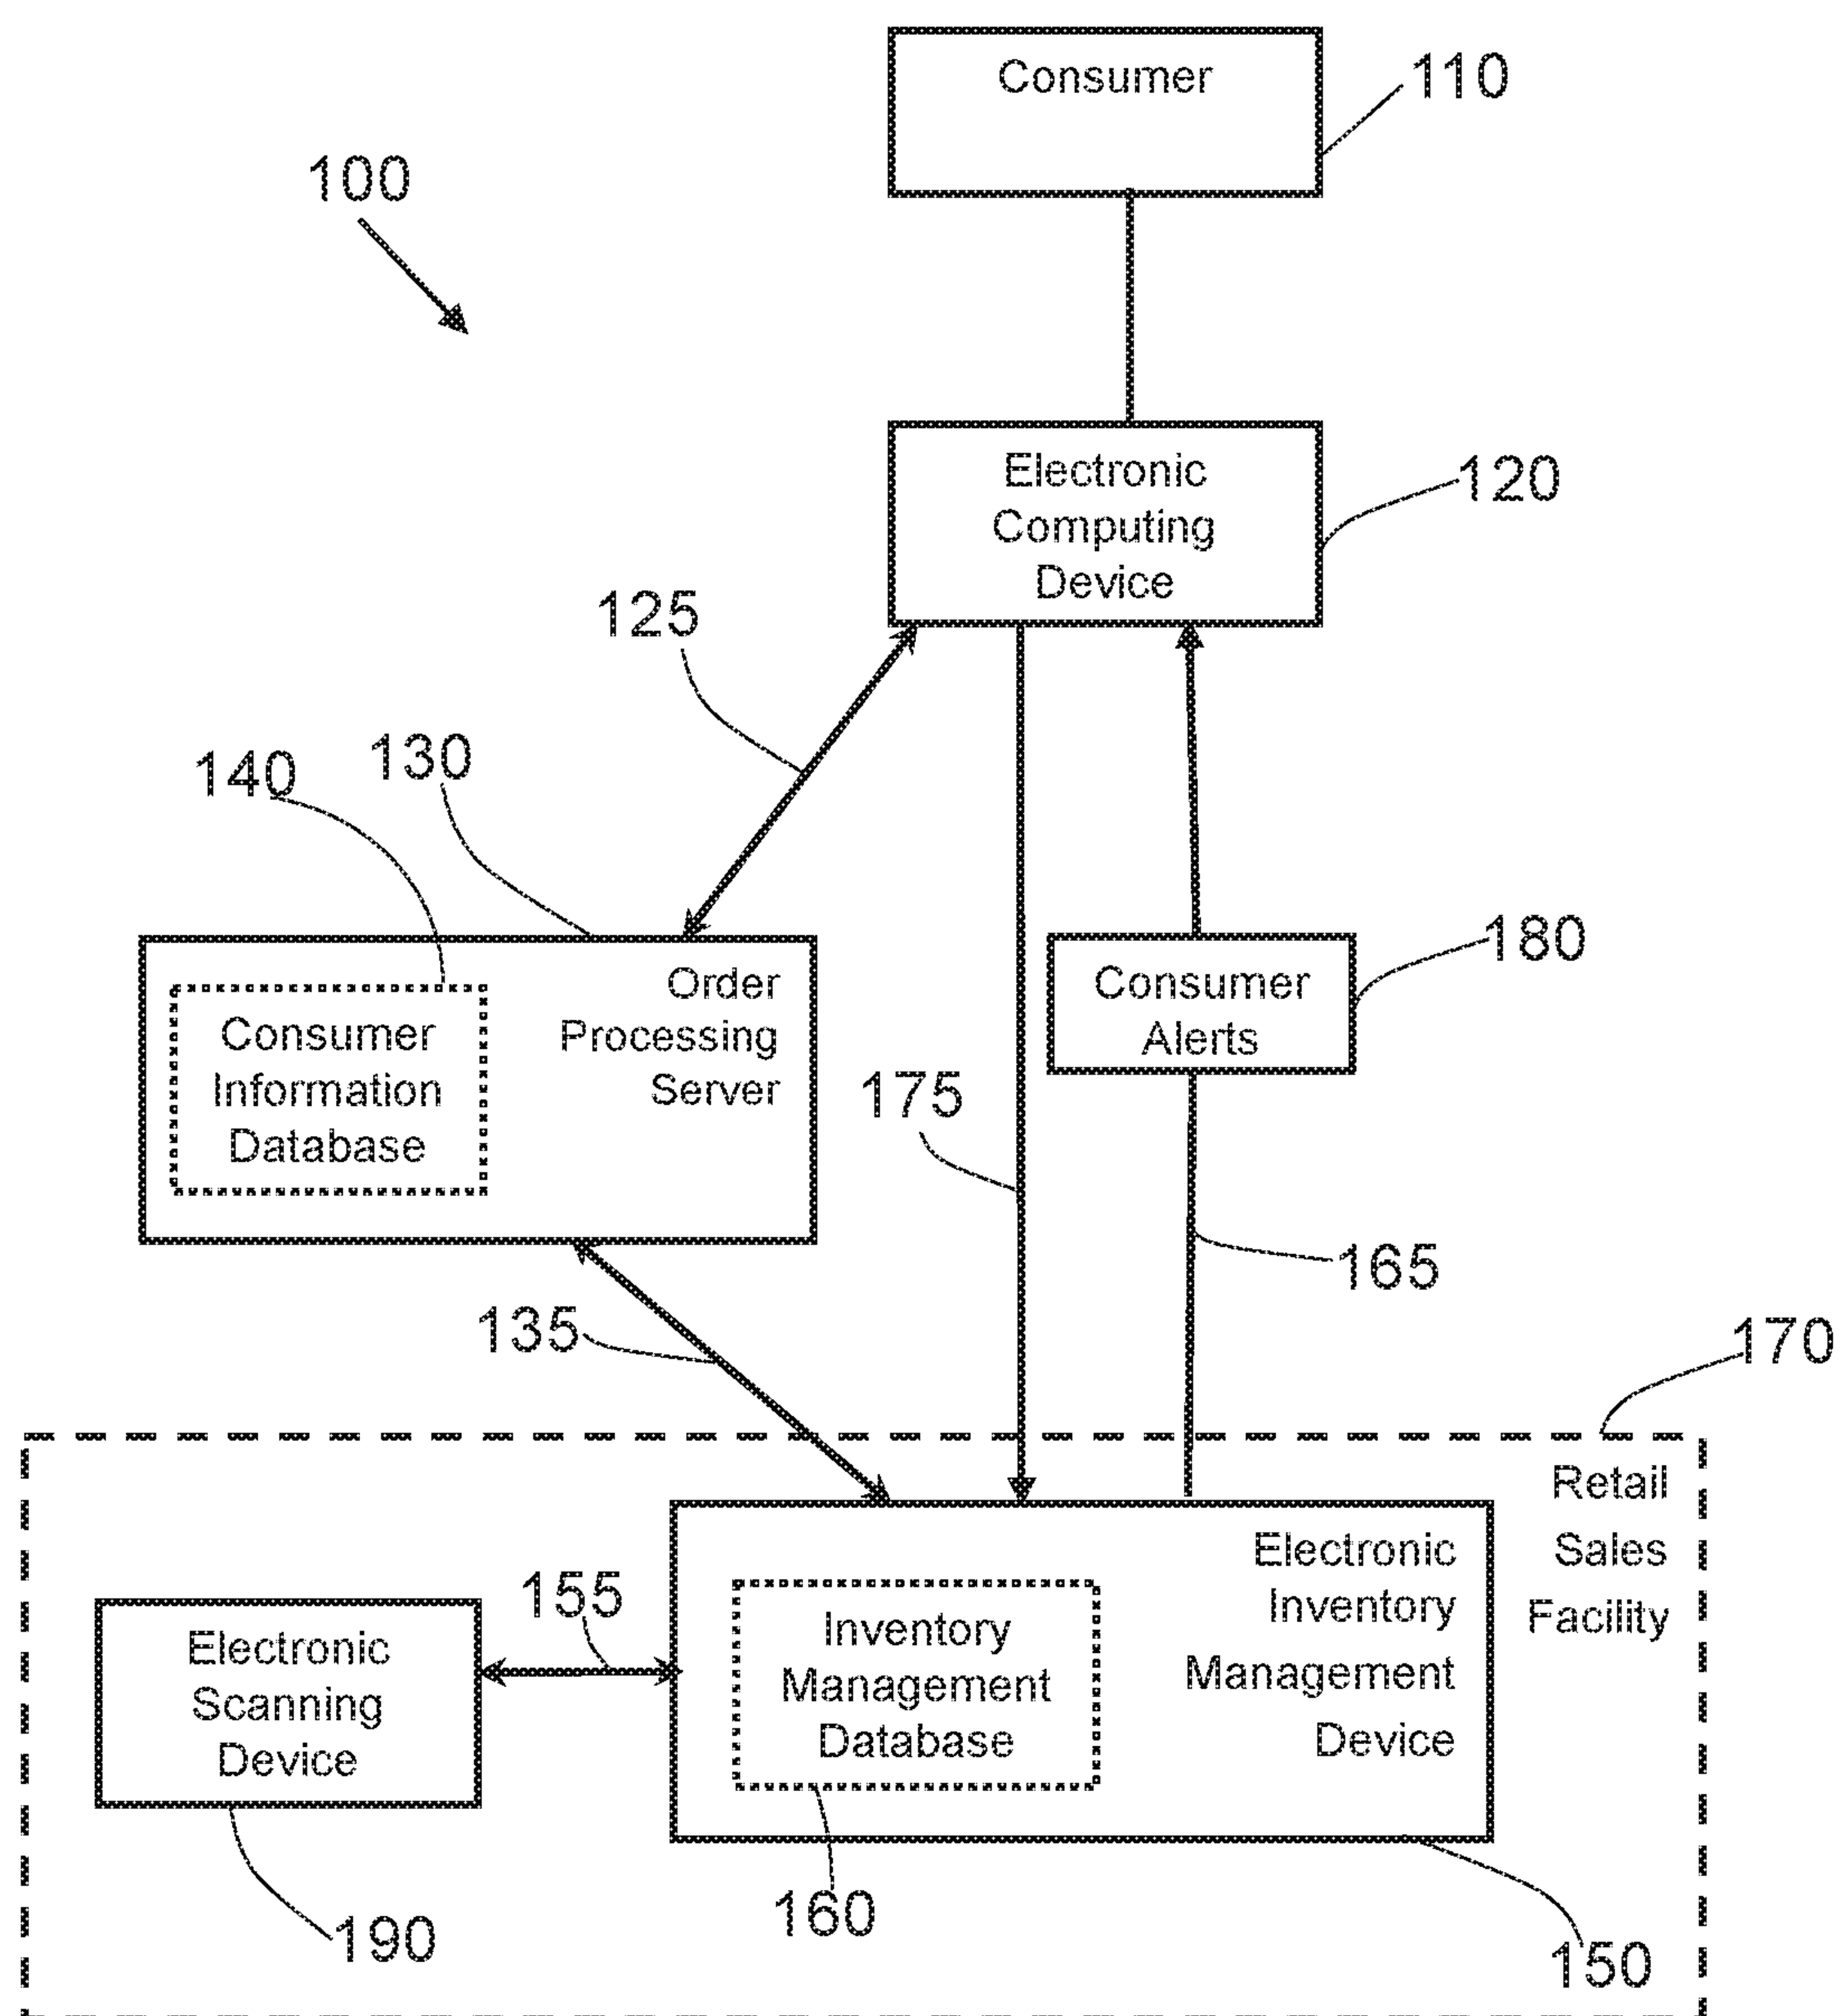 Consumer
110
100
Electronic
Computing
Device
120
125
140
130
Order
Processing
Server
Consumer
Information
Database
Consumer
Alerts
180
175
165
135
170
Retail
Sales
Facility
Electronic
Inventory
Management
Device
155
Inventory
Management
Database
Electronic
Scanning
Device
190
160
150